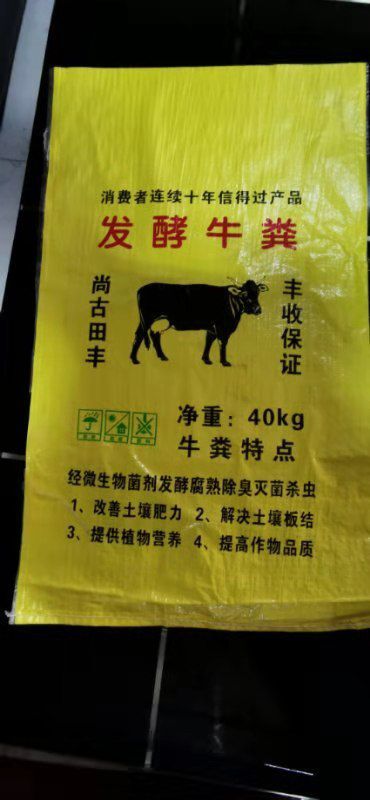 消费者连续十年信得过产品
发酵牛粪
尚古田丰
丰收保证
净重：40kg
牛粪特点
经微生物菌剂发酵腐熟除臭灭菌杀虫
1、改善土壤肥力 2、解决土壤板结
3、提供植物营养 4、提高作物品质